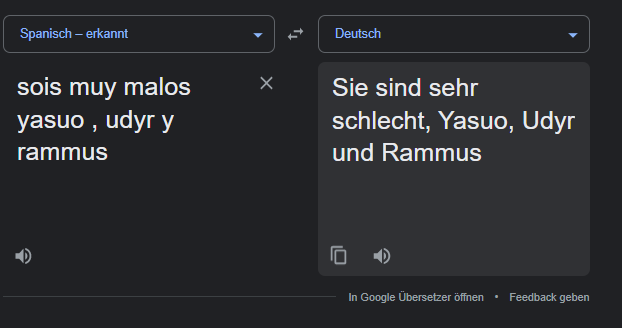 Spanisch – erkannt
Deutsch
sois muy malos
yasuo , udyr y
rammus
Sie sind sehr
schlecht, Yasuo, Udyr
und Rammus
In Google Übersetzer öffnen • Feedback geben